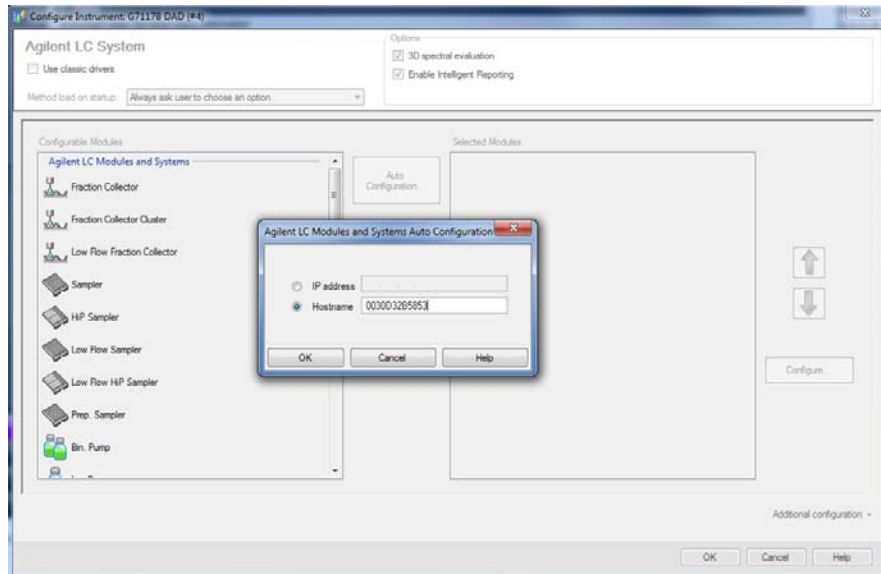 Configure Instrument: G7117B DAD (#4)
Agilent LC System
Use classic drivers
Method load on startup: Always ask user to choose an option
Options
3D spectral evaluation
Enable Intelligent Reporting
Configurable Modules
Agilent LC Modules and Systems
Fraction Collector
Fraction Collector Cluster
Low Flow Fraction Collector
Sampler
HiP Sampler
Low Flow Sampler
Low Flow HiP Sampler
Prep. Sampler
Bin. Pump
Auto
Configuration...
Selected Modules
Agilent LC Modules and Systems Auto Configuration
IP address
Hostname 0030D32B5853
OK Cancel Help
Configure...
Additional configuration
OK Cancel Help